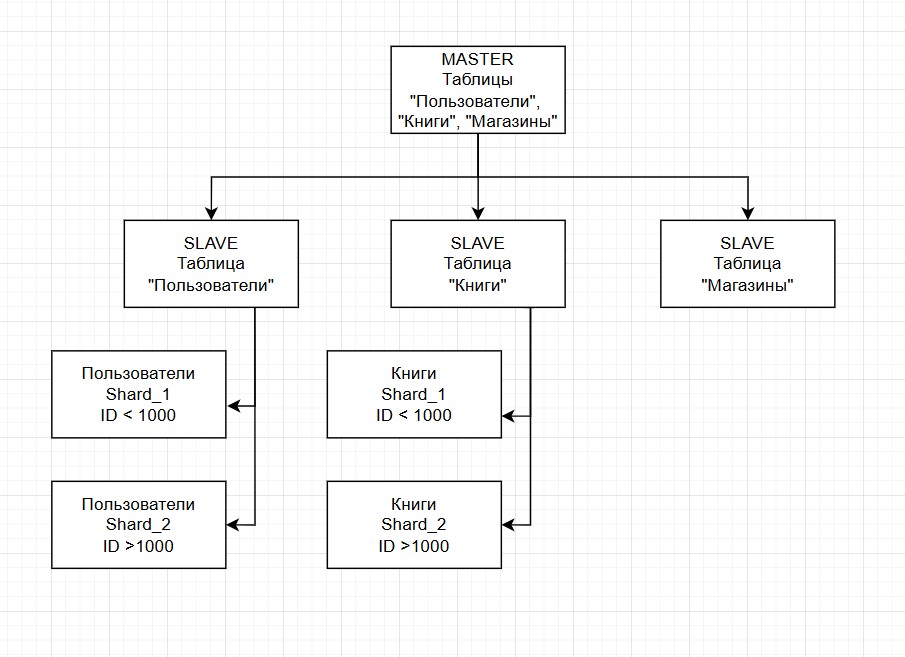 MASTER
Таблицы
"Пользователи",
"Книги", "Магазины"
SLAVE
Таблица
"Пользователи"
SLAVE
Таблица
"Книги"
SLAVE
Таблица
"Магазины"
Пользователи
Shard_1
ID < 1000
Книги
Shard_1
ID < 1000
Пользователи
Shard_2
ID >1000
Книги
Shard_2
ID >1000